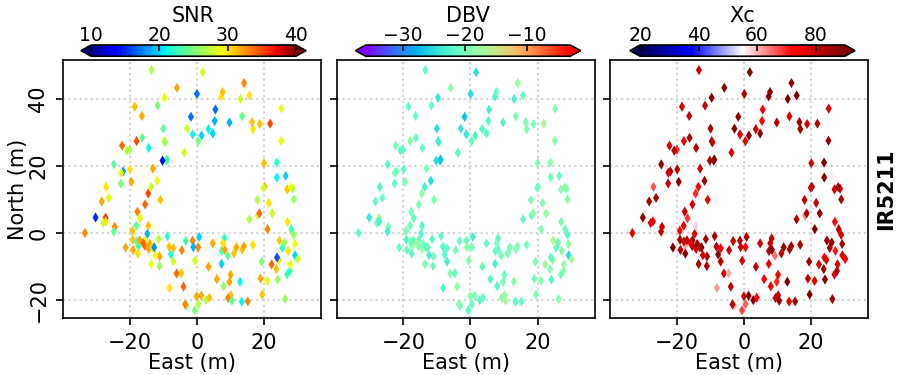 SNR DBV Xc
10 20 30 40 −30 −20 −10 20 40 60 80
40
20
0
−20
North (m)
IR5211
−20 0 20 −20 0 20 −20 0 20
East (m) East (m) East (m)